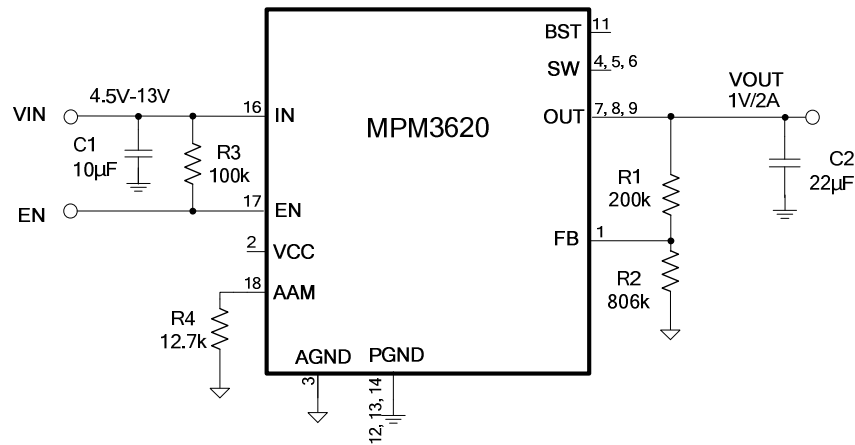 BST
11
SW
4, 5, 6
VOUT
1V/2A
4.5V-13V
VIN
16
IN
MPM3620
OUT
7, 8, 9
C1
10µF
R3
100k
R1
200k
C2
22µF
17
EN
EN
2
VCC
FB
1
18
AAM
R2
806k
R4
12.7k
AGND
PGND
3
12, 13, 14